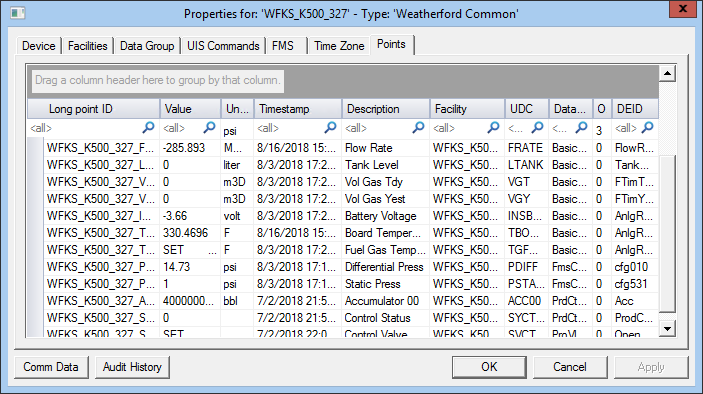 Properties for: 'WFKS_K500_327' - Type: 'Weatherford Common'
Device Facilities Data Group UIS Commands FMS Time Zone Points
Drag a column header here to group by that column.
Long point ID Value Un... Timestamp Description Facility UDC Data... O DEID
<all> <all> psi <all> <all> <all> <... <... 3 <all>
WFKS_K500_327_F... -285.893 M... 8/16/2018 15:... Flow Rate WFKS_K50... FRATE Basic... 0 FlowR...
WFKS_K500_327_L... 0 liter 8/3/2018 17:2... Tank Level WFKS_K50... LTANK Basic... 0 Tank...
WFKS_K500_327_V... 0 m3D 8/3/2018 17:2... Vol Gas Tdy WFKS_K50... VGT Basic... 0 FTimT...
WFKS_K500_327_V... 0 m3D 8/3/2018 17:2... Vol Gas Yest WFKS_K50... VGY Basic... 0 FTimY...
WFKS_K500_327_I... -3.66 volt 8/3/2018 17:2... Battery Voltage WFKS_K50... INSB... Basic... 0 AnlgR...
WFKS_K500_327_T... 330.4696 F 8/16/2018 15:... Board Temper... WFKS_K50... TBO... Basic... 0 AnlgR...
WFKS_K500_327_T... SET ... F 8/3/2018 17:2... Fuel Gas Temp... WFKS_K50... TGF... Basic... 0 AnlgR...
WFKS_K500_327_P... 14.73 psi 8/3/2018 17:1... Differential Press WFKS_K50... PDIFF FmsC... 0 cfg010
WFKS_K500_327_P... 1 psi 8/3/2018 17:1... Static Press WFKS_K50... PSTA... FmsC... 0 cfg531
WFKS_K500_327_A... 4000000... bbl 7/2/2018 21:5... Accumulator 00 WFKS_K50... ACC00 PrdCt... 0 Acc
WFKS_K500_327_S... 0 7/2/2018 21:5... Control Status WFKS_K50... SYCT... PrdCt... 0 ProdC...
WFKS_K500_327_S... SET 7/2/2018 22:0... Control Valve WFKS_K50... SVCT... ProVl... 0 Open
Comm Data Audit History OK Cancel Apply